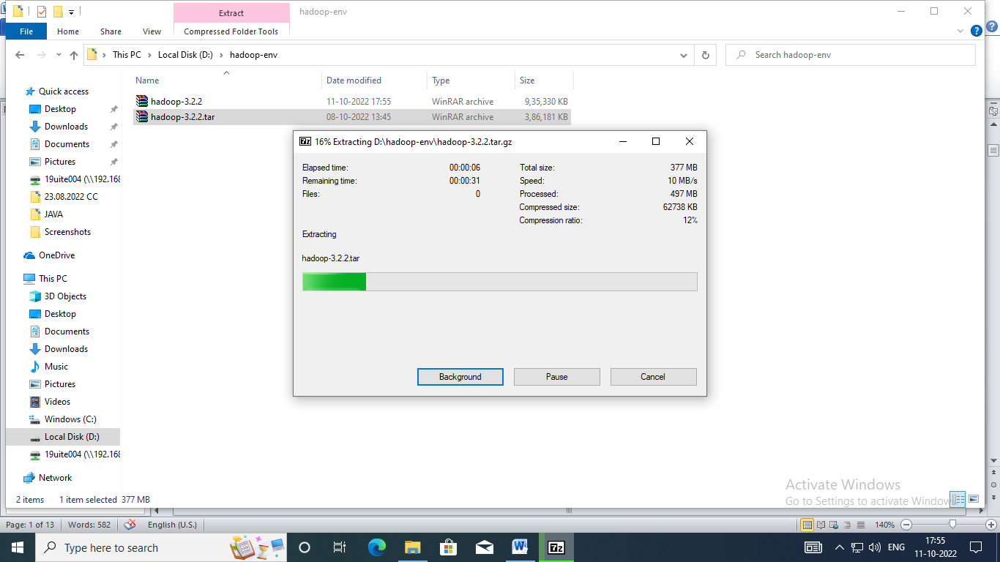 Extract
hadoop-env
File
Home
Share
View
Compressed Folder Tools
This PC
Local Disk (D:)
hadoop-env
Search hadoop-env
Name
Date modified
Type
Size
hadoop-3.2.2
11-10-2022 17:55
WinRAR archive
9,35,330 KB
hadoop-3.2.2.tar
08-10-2022 13:45
WinRAR archive
3,86,181 KB
Quick access
Desktop
Downloads
Documents
Pictures
19uite004 (\\192.168
23.08.2022 CC
JAVA
Screenshots
OneDrive
This PC
3D Objects
Desktop
Documents
Downloads
Music
Pictures
Videos
Windows (C:)
Local Disk (D:)
19uite004 (\\192.168
Network
7z 16% Extracting D:\hadoop-env\hadoop-3.2.2.tar.gz
Elapsed time: 00:00:06
Remaining time: 00:00:31
Files: 0
Total size: 377 MB
Speed: 10 MB/s
Processed: 497 MB
Compressed size: 62738 KB
Compression ratio: 12%
Extracting
hadoop-3.2.2.tar
Background
Pause
Cancel
Activate Windows
Go to Settings to activate Window
2 items
1 item selected 377 MB
Page: 1 of 13
Words: 582
English (U.S.)
140%
Type here to search
7z
ENG
17:55
11-10-2022